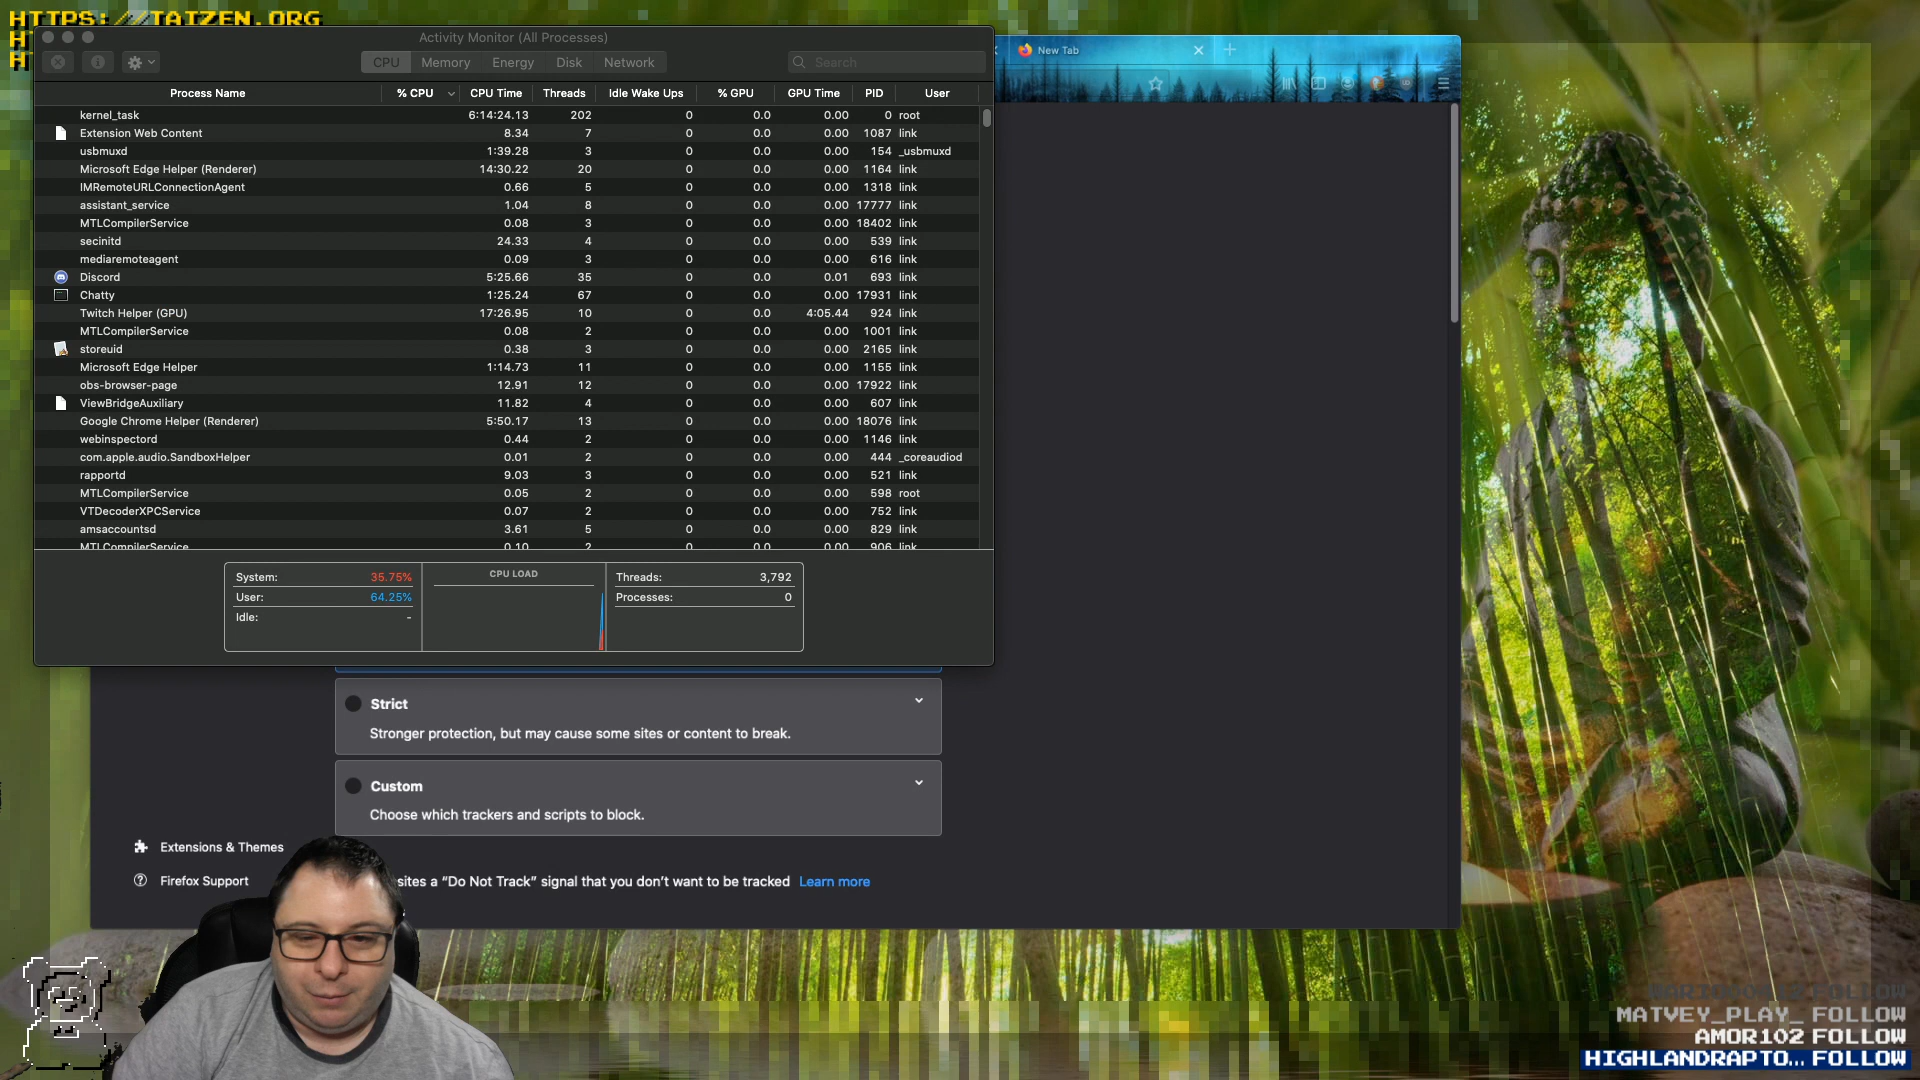 HTTPS://TAIZEN.ORG
H
H
Activity Monitor (All Processes)
CPU Memory Energy Disk Network
Search
New Tab
Process Name % CPU CPU Time Threads Idle Wake Ups % GPU GPU Time PID User
kernel_task 6:14:24.13 202 0 0.0 0.00 0 root
Extension Web Content 8.34 7 0 0.0 0.00 1087 link
usbmuxd 1:39.28 3 0 0.0 0.00 154 _usbmuxd
Microsoft Edge Helper (Renderer) 14:30.22 20 0 0.0 0.00 1164 link
IMRemoteURLConnectionAgent 0.66 5 0 0.0 0.00 1318 link
assistant_service 1.04 8 0 0.0 0.00 17777 link
MTLCompilerService 0.08 3 0 0.0 0.00 18402 link
secinitd 24.33 4 0 0.0 0.00 539 link
mediaremoteagent 0.09 3 0 0.0 0.00 616 link
Discord 5:25.66 35 0 0.0 0.01 693 link
Chatty 1:25.24 67 0 0.0 0.00 17931 link
Twitch Helper (GPU) 17:26.95 10 0 0.0 4:05.44 924 link
MTLCompilerService 0.08 2 0 0.0 0.00 1001 link
storeuid 0.38 3 0 0.0 0.00 2165 link
Microsoft Edge Helper 1:14.73 11 0 0.0 0.00 1155 link
obs-browser-page 12.91 12 0 0.0 0.00 17922 link
ViewBridgeAuxiliary 11.82 4 0 0.0 0.00 607 link
Google Chrome Helper (Renderer) 5:50.17 13 0 0.0 0.00 18076 link
webinspectord 0.44 2 0 0.0 0.00 1146 link
com.apple.audio.SandboxHelper 0.01 2 0 0.0 0.00 444 _coreaudiod
rapportd 9.03 3 0 0.0 0.00 521 link
MTLCompilerService 0.05 2 0 0.0 0.00 598 root
VTDecoderXPCService 0.07 2 0 0.0 0.00 752 link
amsaccountsd 3.61 5 0 0.0 0.00 829 link
MTLCompilerService 0.10 2 0 0.0 0.00 906 link
System: 35.75%
User: 64.25%
Idle: -
CPU LOAD
Threads: 3,792
Processes: 0
Strict
Stronger protection, but may cause some sites or content to break.
Custom
Choose which trackers and scripts to block.
Extensions & Themes
Firefox Support
sites a “Do Not Track” signal that you don’t want to be tracked Learn more
FOLLOW
MATVEY_PLAY_ FOLLOW
AMOR102 FOLLOW
HIGHLANDRAPTO... FOLLOW